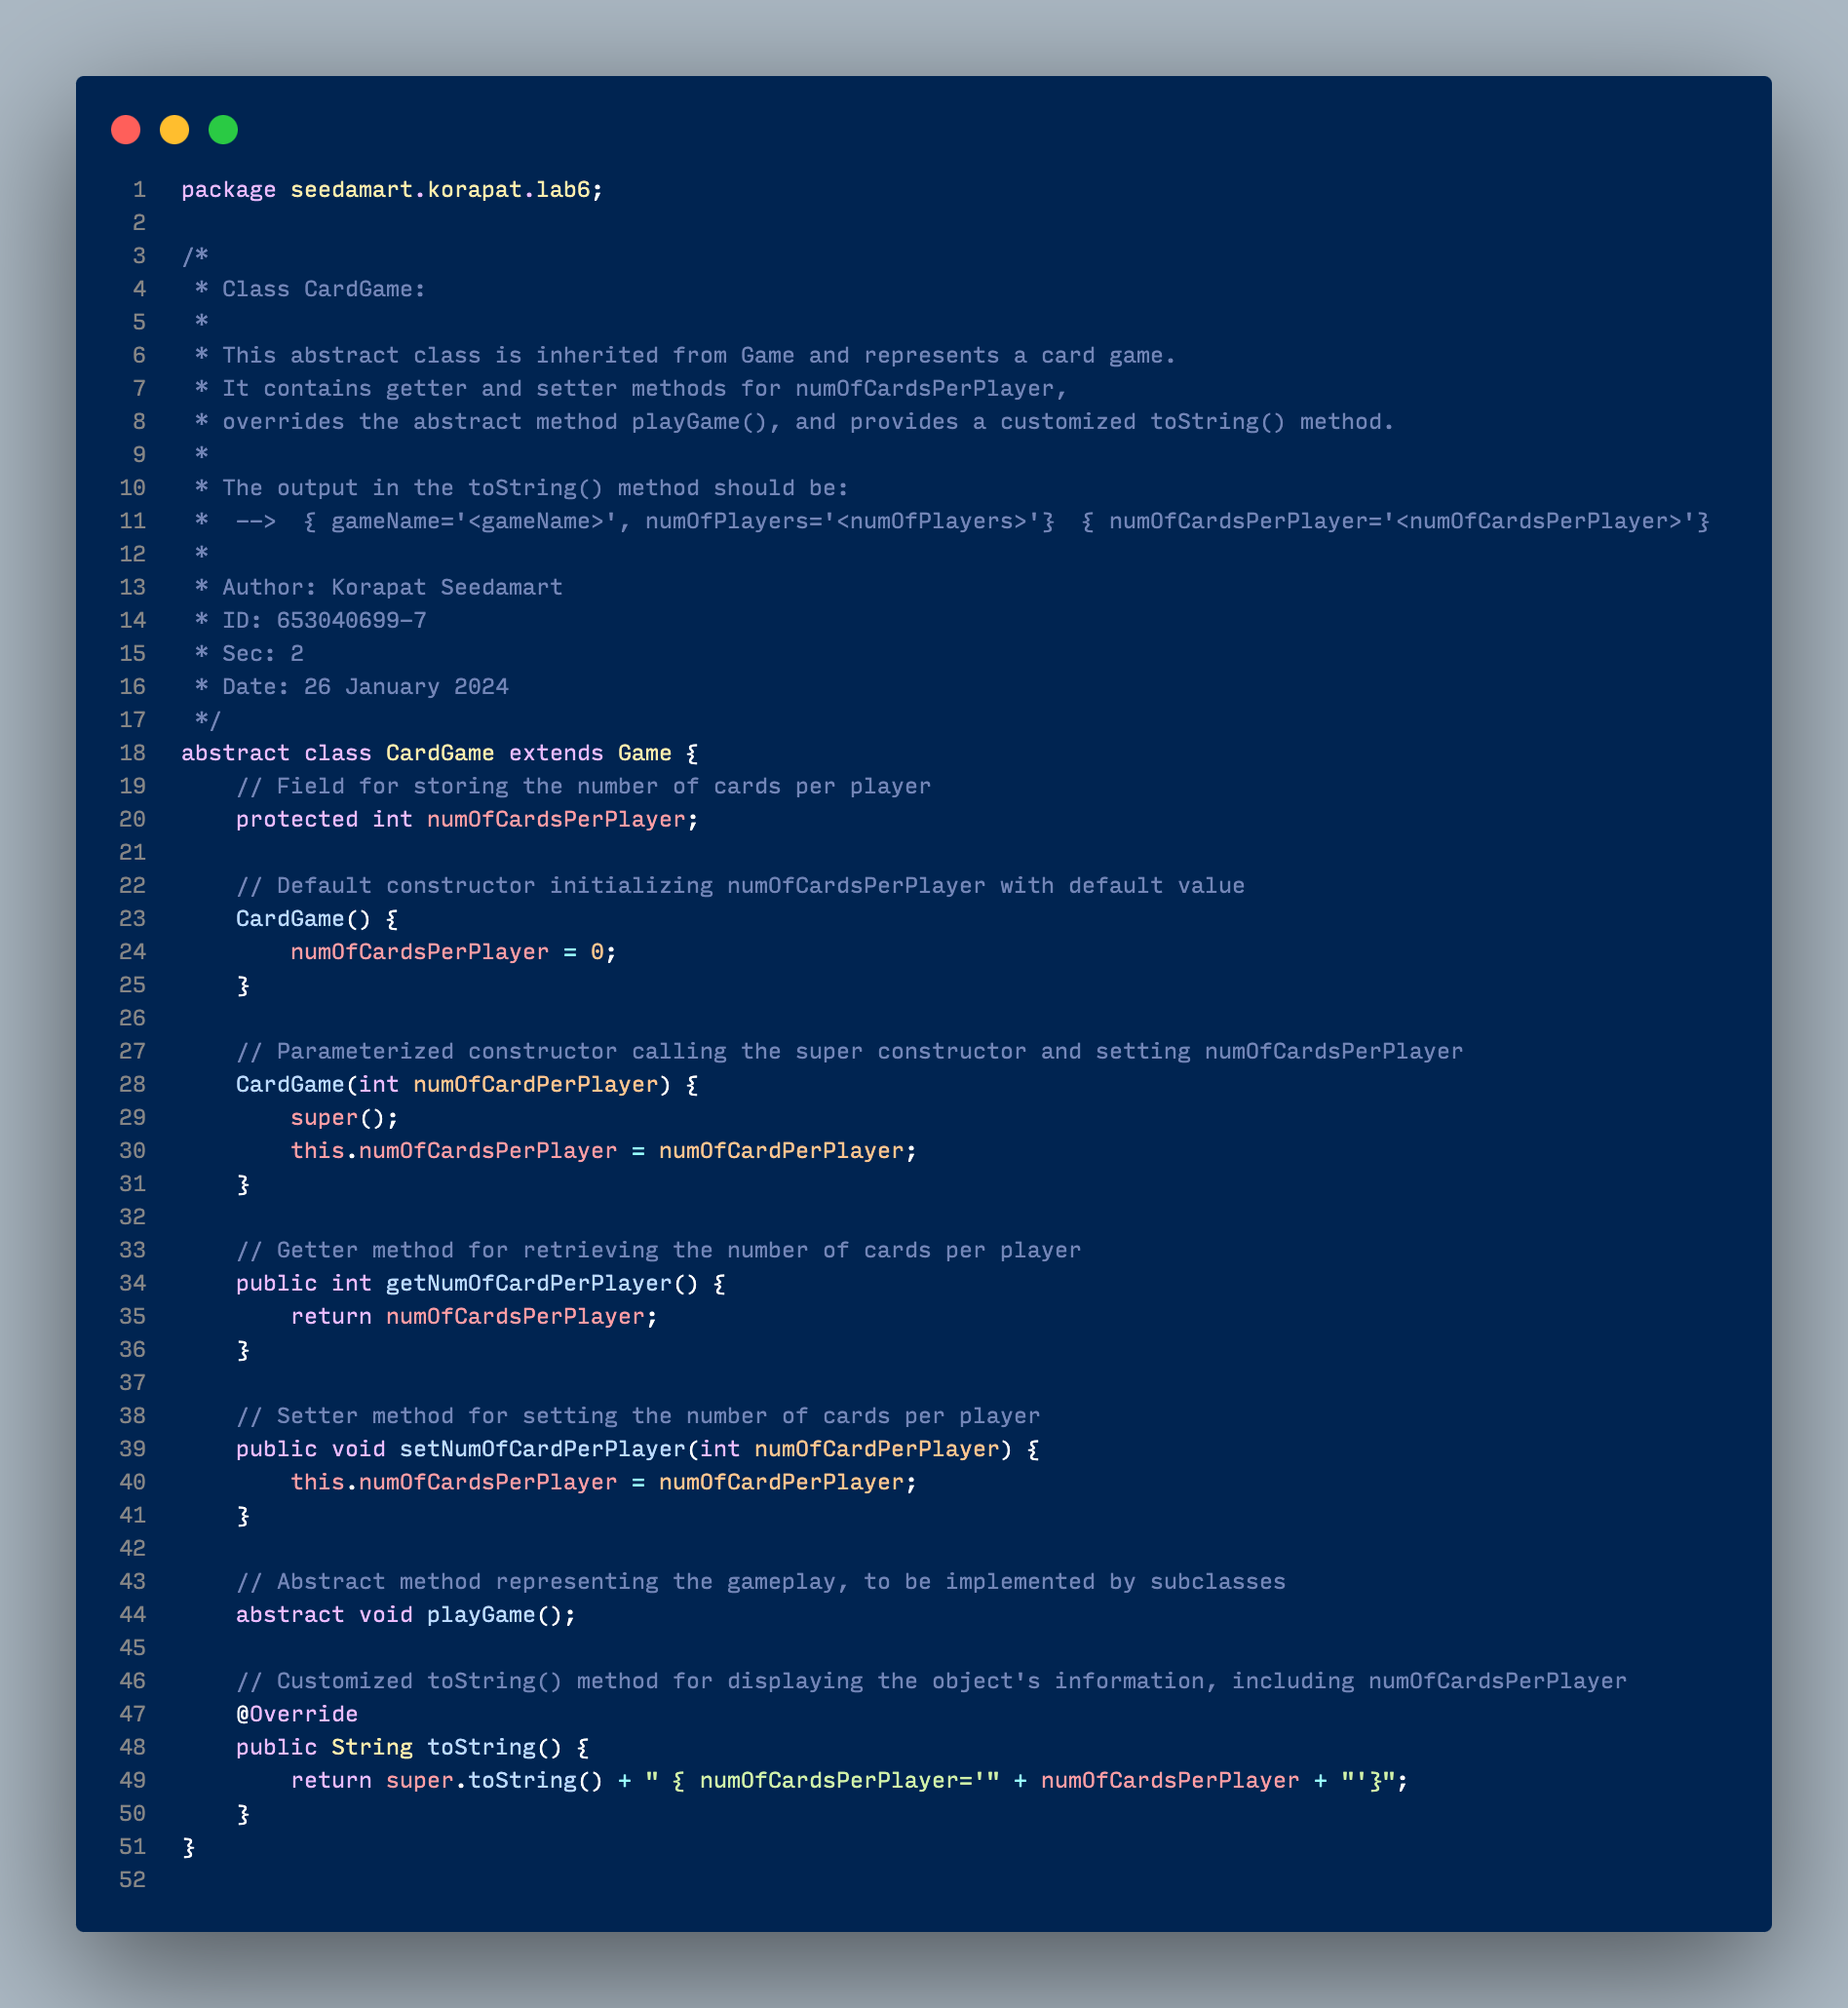 1 package seedamart.korapat.lab6;
2
3 /*
4  * Class CardGame:
5  *
6  * This abstract class is inherited from Game and represents a card game.
7  * It contains getter and setter methods for numOfCardsPerPlayer,
8  * overrides the abstract method playGame(), and provides a customized toString() method.
9  *
10  * The output in the toString() method should be:
11  *  -->  { gameName='<gameName>', numOfPlayers='<numOfPlayers>'}  { numOfCardsPerPlayer='<numOfCardsPerPlayer>'}
12  *
13  * Author: Korapat Seedamart
14  * ID: 653040699-7
15  * Sec: 2
16  * Date: 26 January 2024
17  */
18 abstract class CardGame extends Game {
19     // Field for storing the number of cards per player
20     protected int numOfCardsPerPlayer;
21
22     // Default constructor initializing numOfCardsPerPlayer with default value
23     CardGame() {
24         numOfCardsPerPlayer = 0;
25     }
26
27     // Parameterized constructor calling the super constructor and setting numOfCardsPerPlayer
28     CardGame(int numOfCardPerPlayer) {
29         super();
30         this.numOfCardsPerPlayer = numOfCardPerPlayer;
31     }
32
33     // Getter method for retrieving the number of cards per player
34     public int getNumOfCardPerPlayer() {
35         return numOfCardsPerPlayer;
36     }
37
38     // Setter method for setting the number of cards per player
39     public void setNumOfCardPerPlayer(int numOfCardPerPlayer) {
40         this.numOfCardsPerPlayer = numOfCardPerPlayer;
41     }
42
43     // Abstract method representing the gameplay, to be implemented by subclasses
44     abstract void playGame();
45
46     // Customized toString() method for displaying the object's information, including numOfCardsPerPlayer
47     @Override
48     public String toString() {
49         return super.toString() + " { numOfCardsPerPlayer='" + numOfCardsPerPlayer + "'}";
50     }
51 }
52